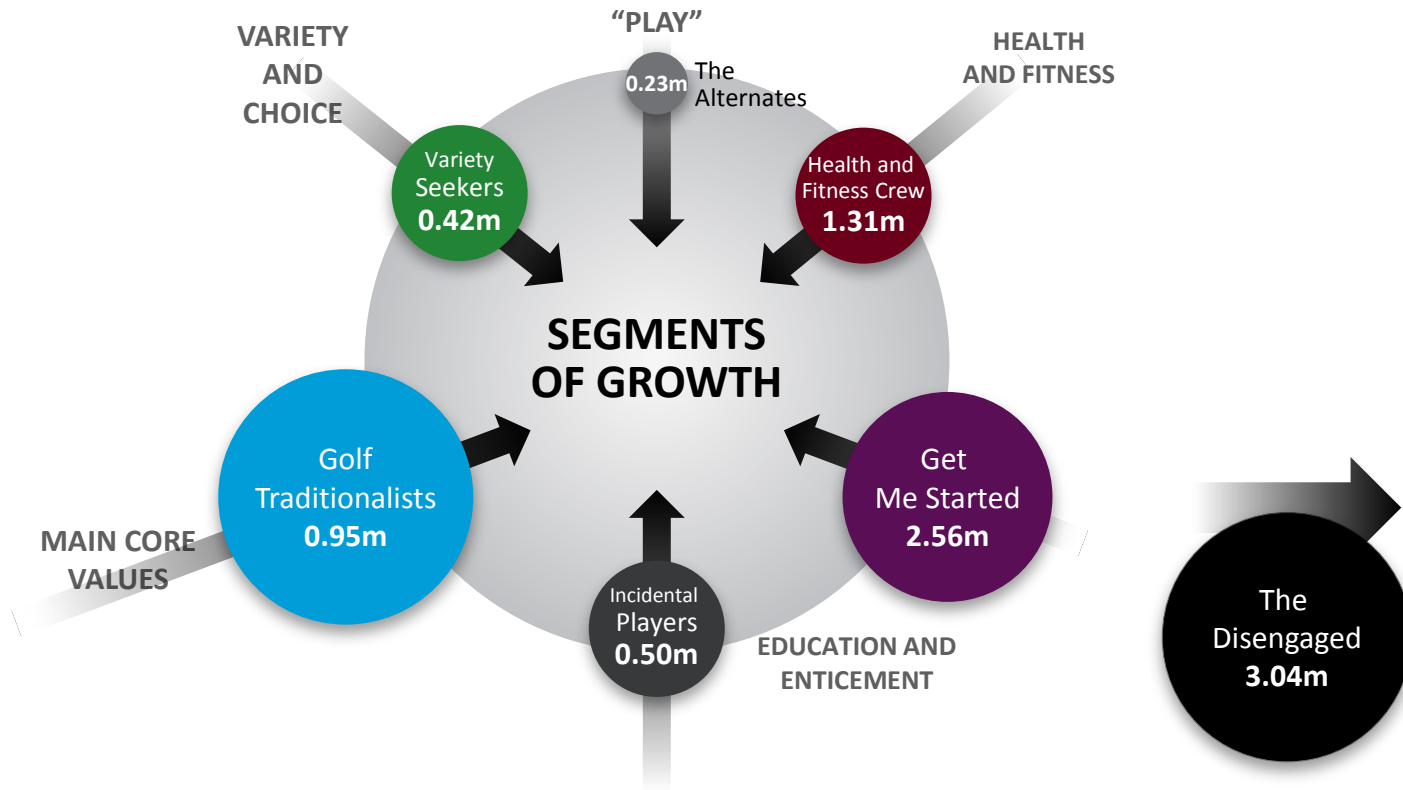 “PLAY”
VARIETY
AND
CHOICE
HEALTH
AND FITNESS
0.23m
The
Alternates
Variety
Seekers
0.42m
Health and
Fitness Crew
1.31m
SEGMENTS
OF GROWTH
Golf
Traditionalists
0.95m
Get
Me Started
2.56m
MAIN CORE
VALUES
Incidental
Players
0.50m
EDUCATION AND
ENTICEMENT
The
Disengaged
3.04m